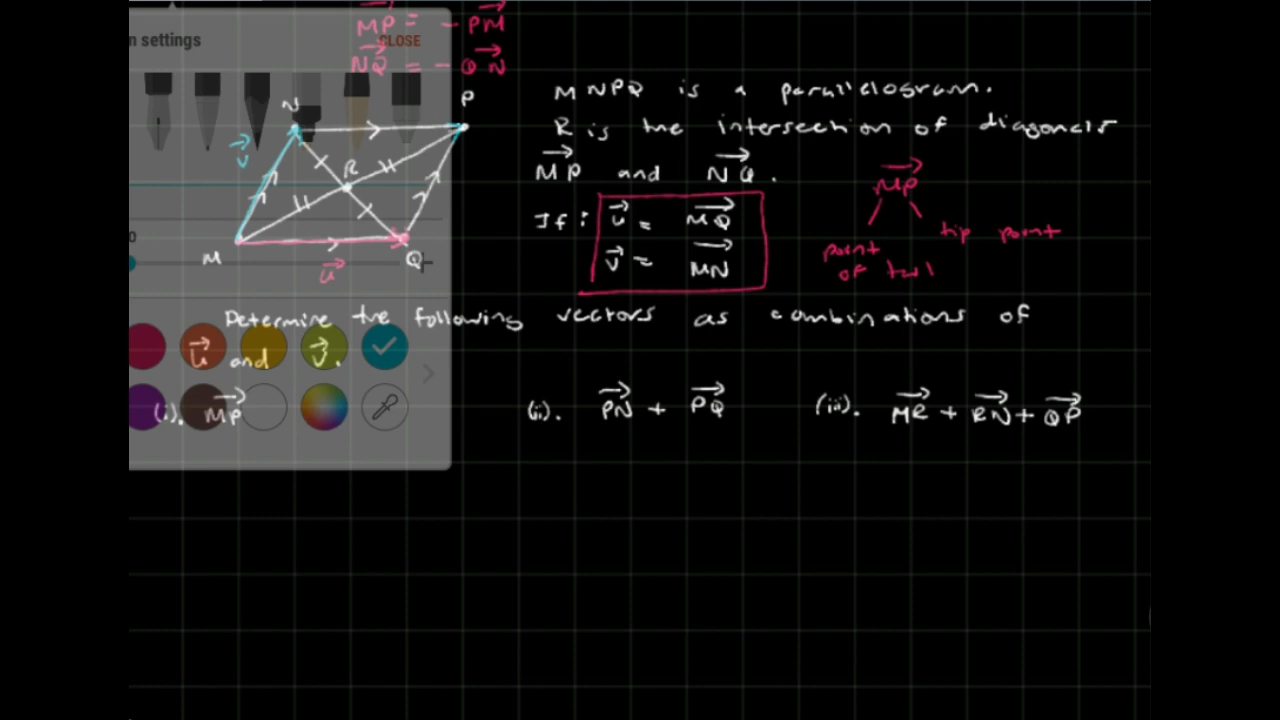 MP = - PM
n settings
CLOSE
NQ = - QN
N
P
MNPQ is a parallelogram.
R is the intersection of diagonals
v
R
MP and NQ.
MP
If:
u = MQ
v = MN
point of tail
tip point
M
Q
u
0
Determine the following vectors as combinations of
u and v.
(i). MP
(ii). PN + PQ
(iii). MR + RN + QP